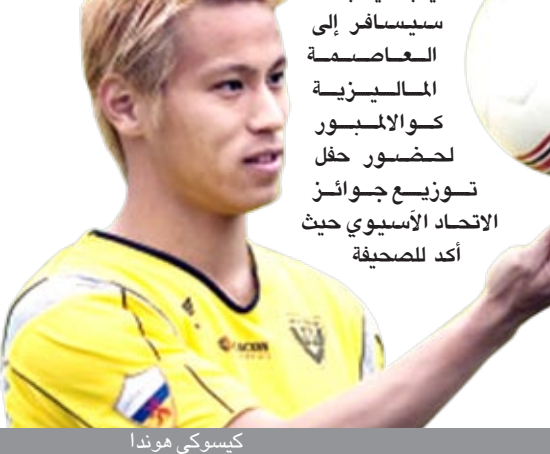 سيسافر إلى
العاصمة
الماليزية
كوالالمبور
لحضور حفل
توزيع جوائز
الاتحاد الآسيوي حيث
أكد للصحيفة
كيسوكي هوندا